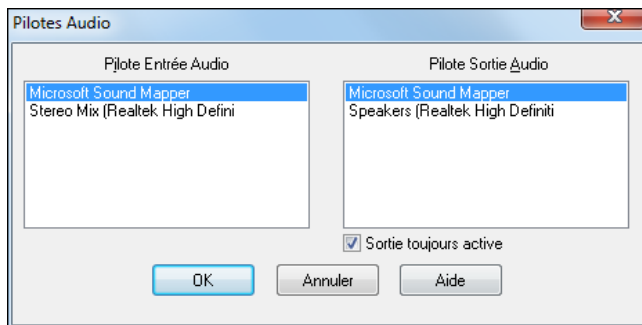 Pilotes Audio
Pilote Entrée Audio
Microsoft Sound Mapper
Stereo Mix (Realtek High Defini
Pilote Sortie Audio
Microsoft Sound Mapper
Speakers (Realtek High Definiti
Sortie toujours active
OK
Annuler
Aide